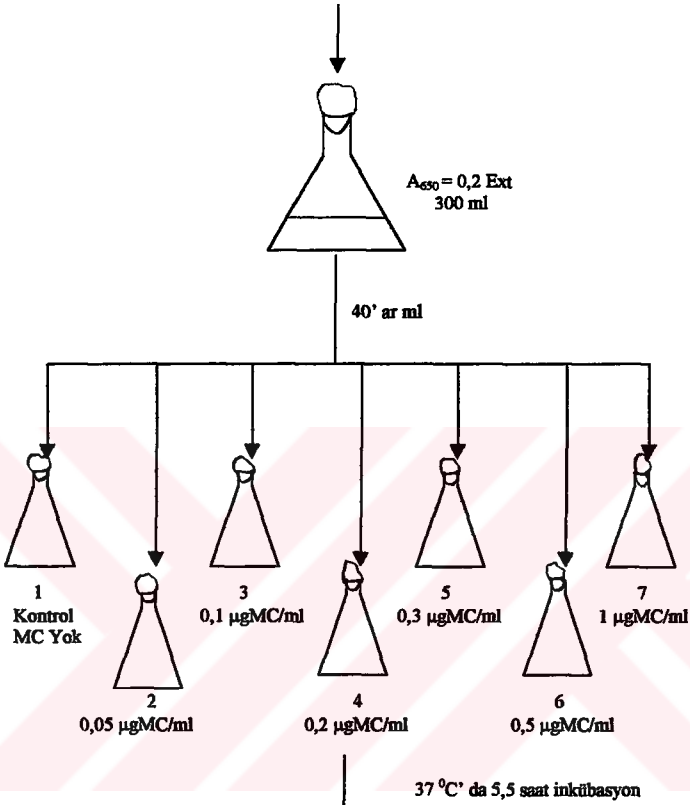 A₆₅₀ = 0,2 Ext
300 ml
40’ ar ml
1
Kontrol
MC Yok
2
0,05 µgMC/ml
3
0,1 µgMC/ml
4
0,2 µgMC/ml
5
0,3 µgMC/ml
6
0,5 µgMC/ml
7
1 µgMC/ml
37 ⁰C’ da 5,5 saat inkübasyon